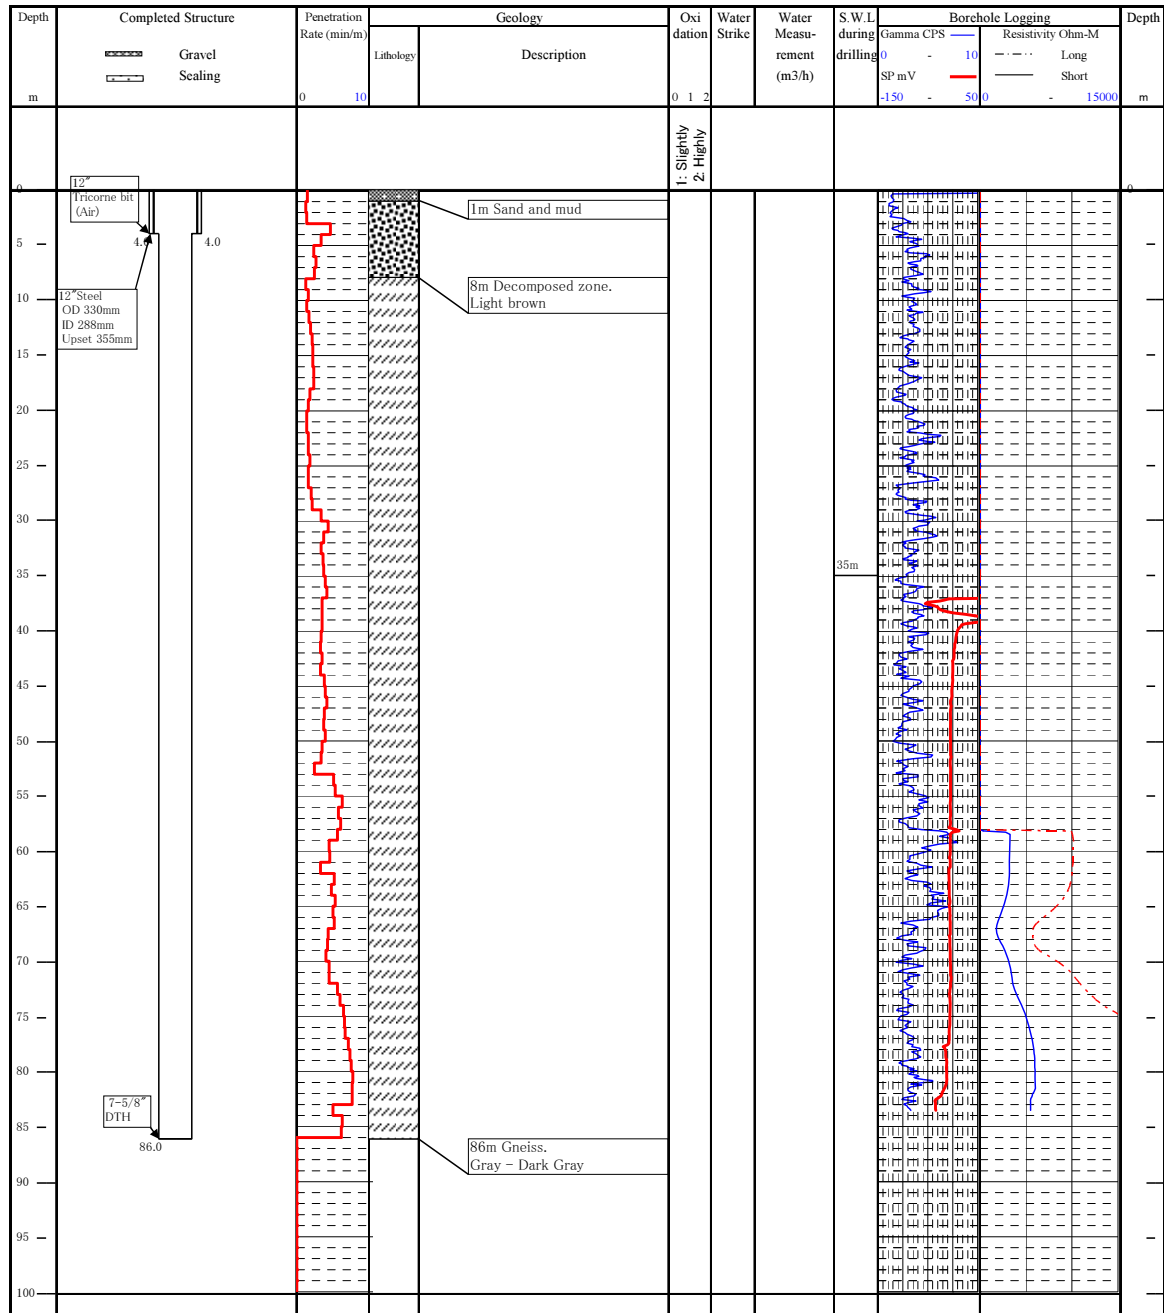 Depth
m
Completed Structure
Gravel
Sealing
Penetration
Rate (min/m)
0 10
Geology
Lithology
Description
Oxi
dation
0 1 2
Water
Strike
Water
Measu-
rement
(m3/h)
S.W.L
during
drilling
Borehole Logging
Gamma CPS
0 - 10
SP mV
-150 - 50
Resistivity Ohm-M
Long
Short
0 - 15000
Depth
m
1: Slightly
2: Highly
0
0
12"
Tricorne bit
(Air)
4.0
4.0
1m Sand and mud
5
8m Decomposed zone.
Light brown
10
12"Steel
OD 330mm
ID 288mm
Upset 355mm
15
20
25
30
35m
35
40
45
50
55
60
65
70
75
80
7-5/8"
DTH
85
86.0
86m Gneiss.
Gray - Dark Gray
90
95
100